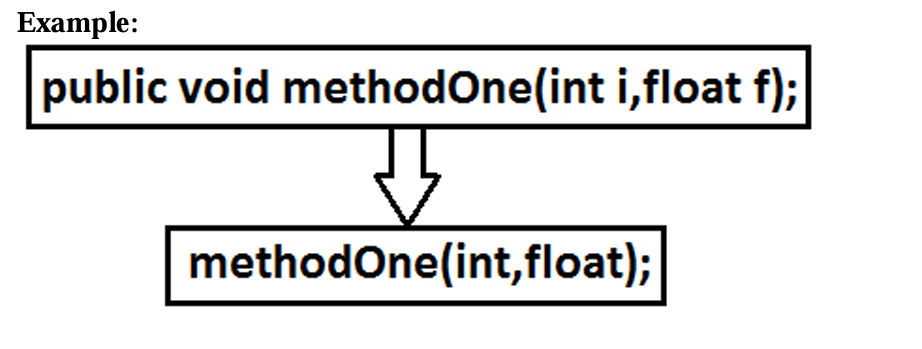 Example:
public void methodOne(int i,float f);
methodOne(int,float);